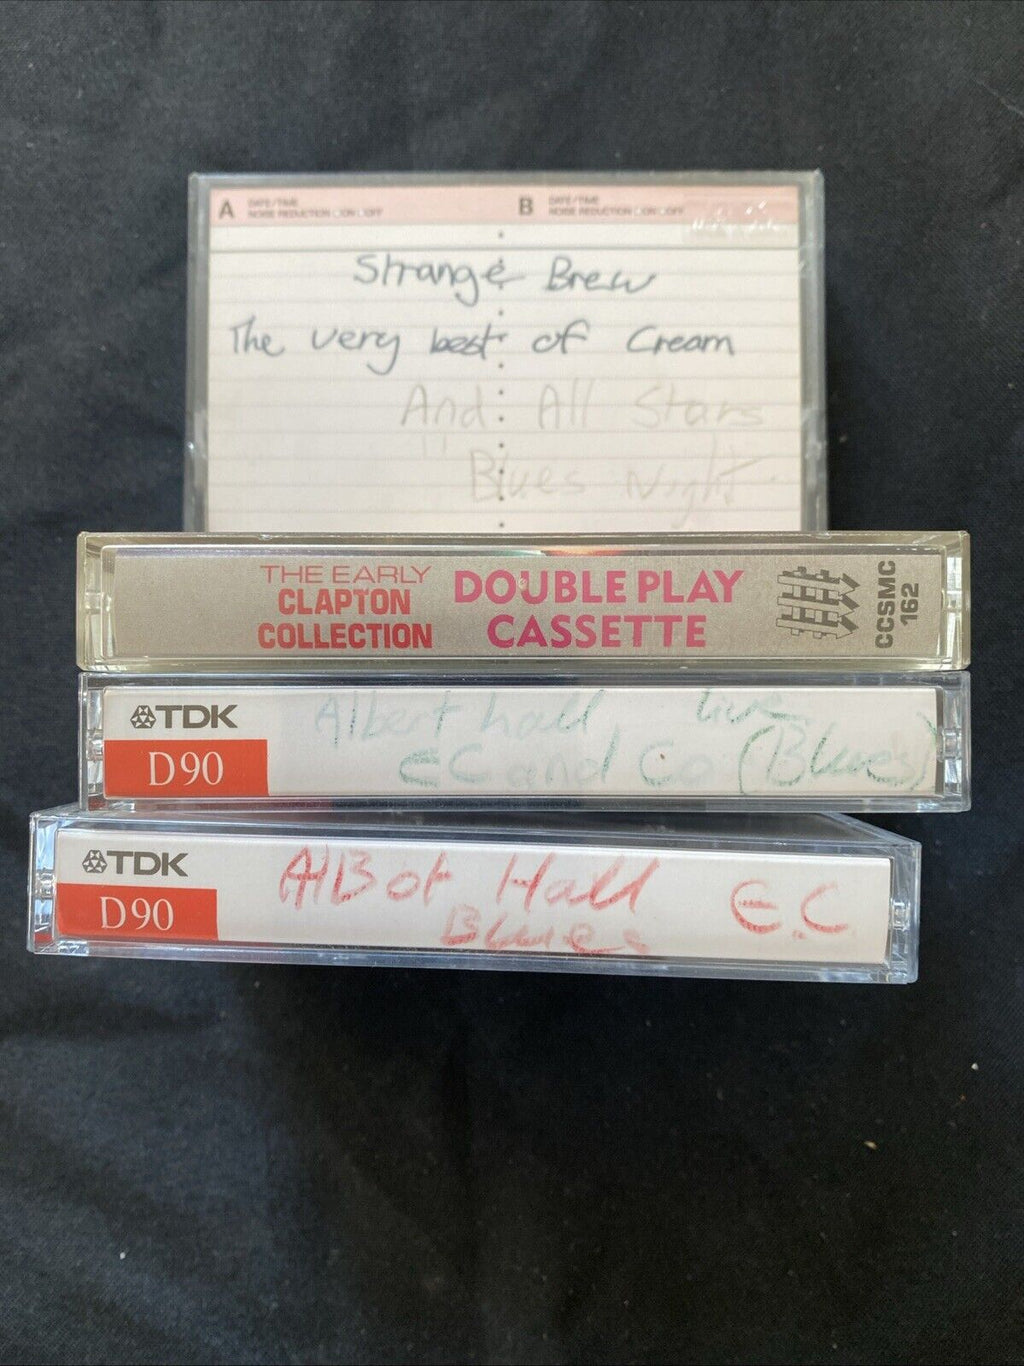 A DATE/TIME
NOISE REDUCTION ON OFF
B DATE/TIME
NOISE REDUCTION ON OFF
Strange Brew
The very best of Cream
And All Stars
Blues Night
THE EARLY
CLAPTON
COLLECTION
DOUBLE PLAY
CASSETTE
CCSMC
162
TDK
D90
Albert hall live
EC and Co (Blues)
TDK
D90
AlBot Hall E.C
Blues